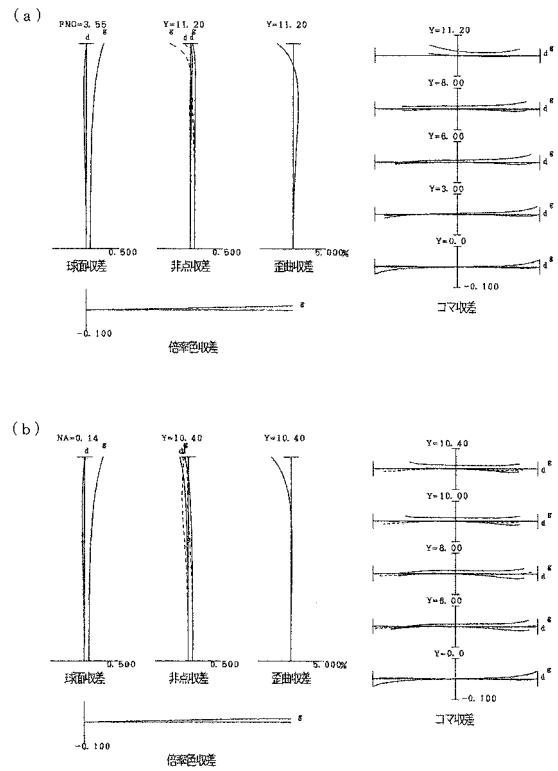 (a)
FNO=3.55 Y=11.20 Y=11.20
d g g d d
0.500 0.500 5.000%
球面収差 非点収差 歪曲収差
g
-0.100
倍率色収差
Y=11.20
g
d
Y=8.00
g
d
Y=6.00
g
d
Y=3.00
g
d
Y=0.0
g
d
-0.100
コマ収差
(b)
NA=0.14 Y=10.40 Y=10.40
d g g d
0.500 0.500 5.000%
球面収差 非点収差 歪曲収差
g
-0.100
倍率色収差
Y=10.40
g
d
Y=10.00
g
d
Y=8.00
g
d
Y=6.00
g
d
Y=0.0
g
d
-0.100
コマ収差